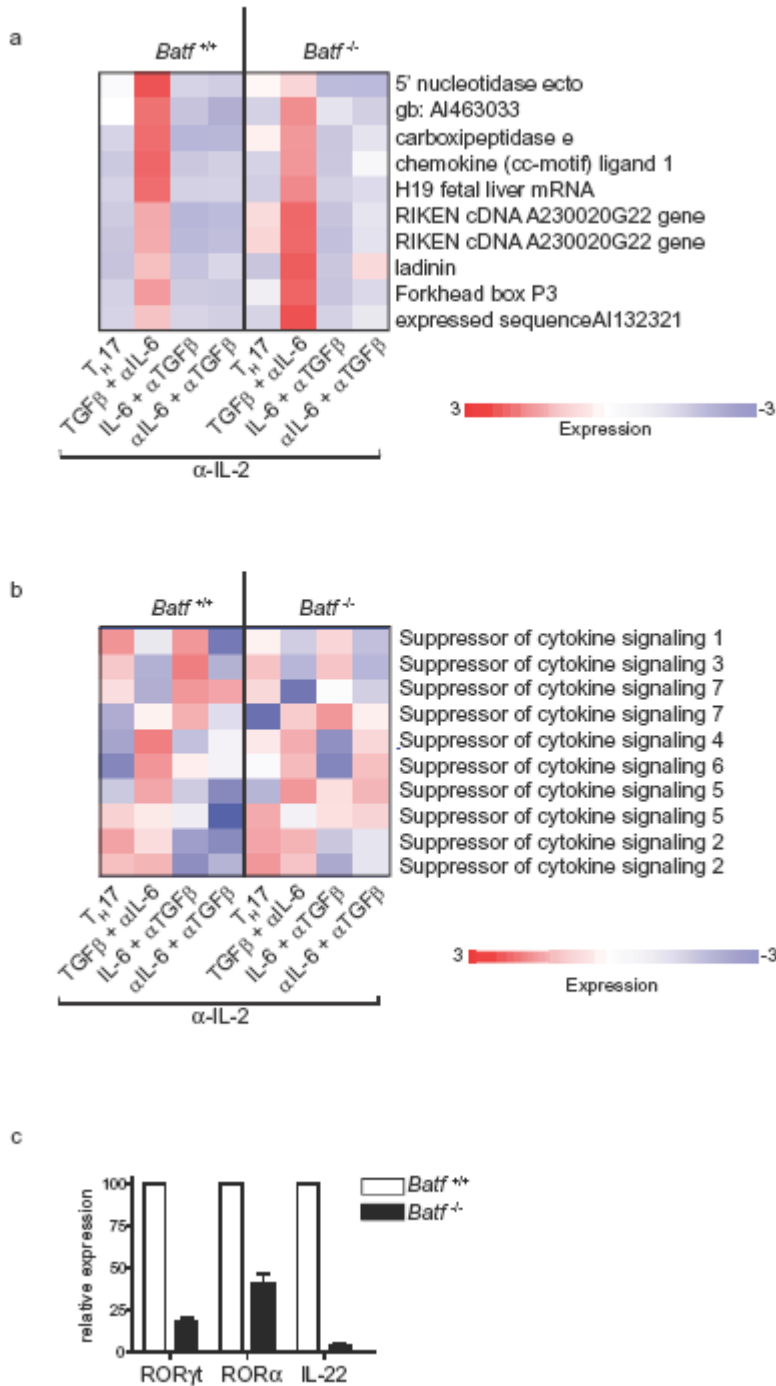 a
Batf +/+ Batf -/-
5' nucleotidase ecto
gb: AI463033
carboxipeptidase e
chemokine (cc-motif) ligand 1
H19 fetal liver mRNA
RIKEN cDNA A230020G22 gene
RIKEN cDNA A230020G22 gene
ladinin
Forkhead box P3
expressed sequenceAI132321
TH17
TGFβ + αIL-6
IL-6 + αTGFβ
αIL-6 + αTGFβ
TH17
TGFβ + αIL-6
IL-6 + αTGFβ
αIL-6 + αTGFβ
α-IL-2
3 -3
Expression
b
Batf +/+ Batf -/-
Suppressor of cytokine signaling 1
Suppressor of cytokine signaling 3
Suppressor of cytokine signaling 7
Suppressor of cytokine signaling 7
Suppressor of cytokine signaling 4
Suppressor of cytokine signaling 6
Suppressor of cytokine signaling 5
Suppressor of cytokine signaling 5
Suppressor of cytokine signaling 2
Suppressor of cytokine signaling 2
TH17
TGFβ + αIL-6
IL-6 + αTGFβ
αIL-6 + αTGFβ
TH17
TGFβ + αIL-6
IL-6 + αTGFβ
αIL-6 + αTGFβ
α-IL-2
3 -3
Expression
c
relative expression
100
75
50
25
0
Batf +/+
Batf -/-
RORγt RORα IL-22